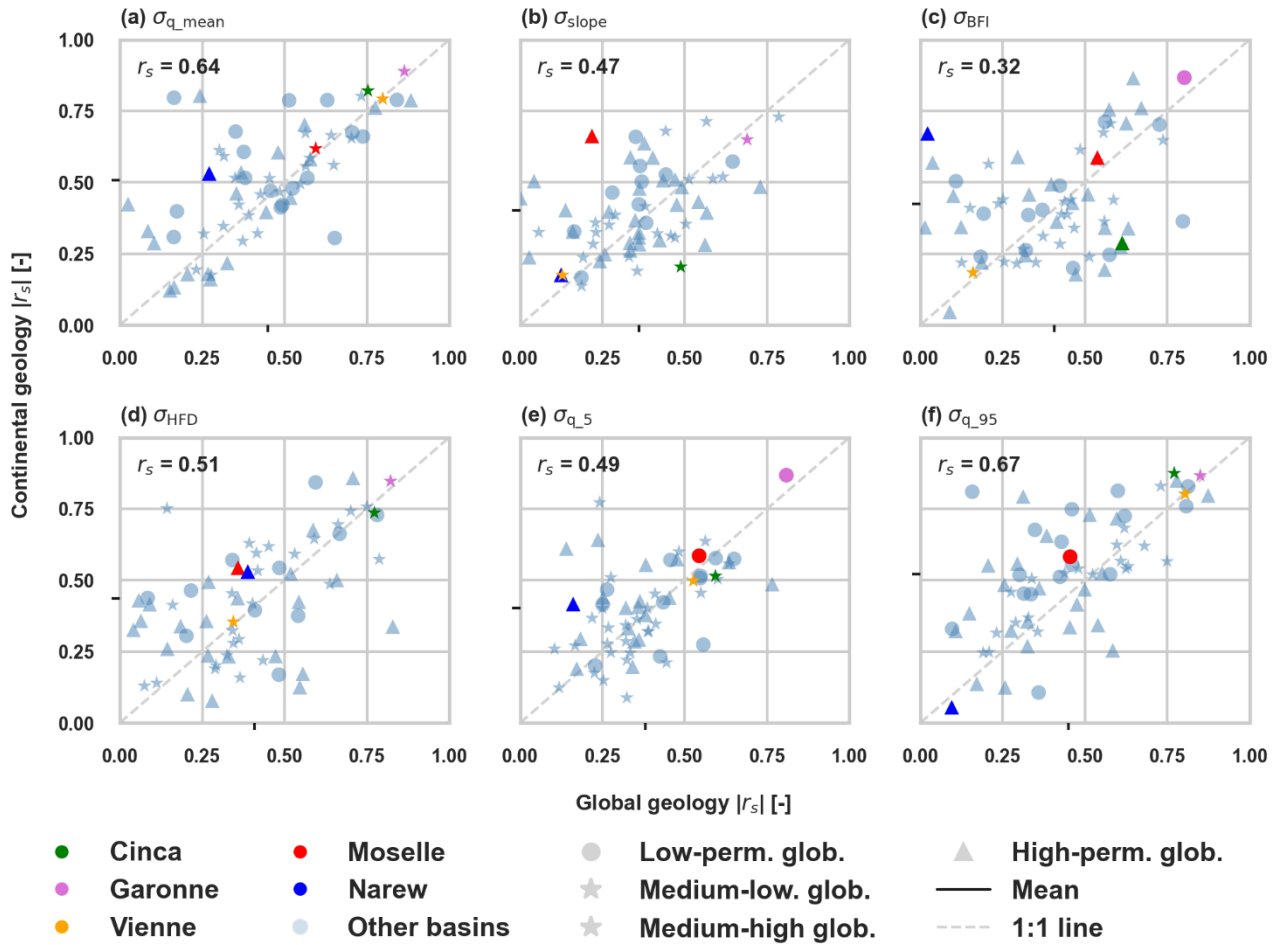 (a) σq_mean
(b) σslope
(c) σBFI
1.00
0.75
0.50
0.25
0.00
rs = 0.64
rs = 0.47
rs = 0.32
0.00 0.25 0.50 0.75 1.00
0.00 0.25 0.50 0.75 1.00
0.00 0.25 0.50 0.75 1.00
Continental geology |rs| [-]
(d) σHFD
(e) σq_5
(f) σq_95
1.00
0.75
0.50
0.25
0.00
rs = 0.51
rs = 0.49
rs = 0.67
0.00 0.25 0.50 0.75 1.00
0.00 0.25 0.50 0.75 1.00
0.00 0.25 0.50 0.75 1.00
Global geology |rs| [-]
Cinca
Garonne
Vienne
Moselle
Narew
Other basins
Low-perm. glob.
Medium-low. glob.
Medium-high glob.
High-perm. glob.
Mean
1:1 line